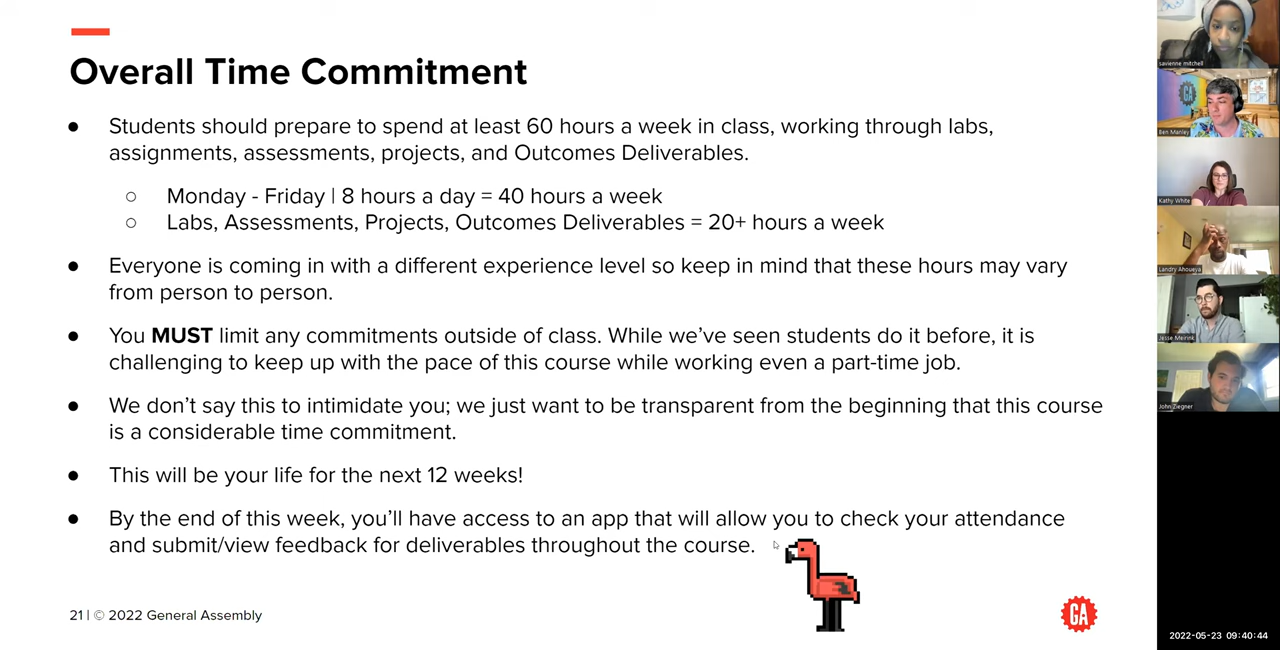 Overall Time Commitment
● Students should prepare to spend at least 60 hours a week in class, working through labs,
assignments, assessments, projects, and Outcomes Deliverables.
○ Monday - Friday | 8 hours a day = 40 hours a week
○ Labs, Assessments, Projects, Outcomes Deliverables = 20+ hours a week
● Everyone is coming in with a different experience level so keep in mind that these hours may vary
from person to person.
● You MUST limit any commitments outside of class. While we’ve seen students do it before, it is
challenging to keep up with the pace of this course while working even a part-time job.
● We don’t say this to intimidate you; we just want to be transparent from the beginning that this course
is a considerable time commitment.
● This will be your life for the next 12 weeks!
● By the end of this week, you’ll have access to an app that will allow you to check your attendance
and submit/view feedback for deliverables throughout the course.
21 | © 2022 General Assembly
GA
savienne mitchell
GA
Ben Manley
Kathy White
Landry Ahoueya
Jesse Meirink
John Ziegner
2022-05-23 09:40:44